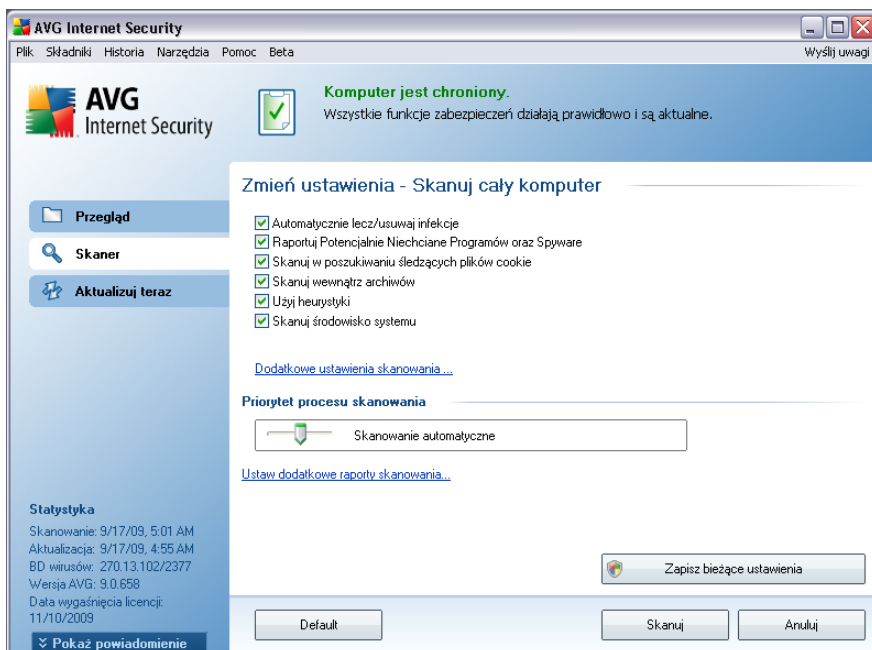 AVG Internet Security
Plik Składniki Historia Narzędzia Pomoc Beta Wyślij uwagi
AVG
Internet Security
Komputer jest chroniony.
Wszystkie funkcje zabezpieczeń działają prawidłowo i są aktualne.
Przegląd
Skaner
Aktualizuj teraz
Zmień ustawienia - Skanuj cały komputer
Automatycznie lecz/usuwaj infekcje
Raportuj Potencjalnie Niechciane Programów oraz Spyware
Skanuj w poszukiwaniu śledzących plików cookie
Skanuj wewnątrz archiwów
Użyj heurystyki
Skanuj środowisko systemu
Dodatkowe ustawienia skanowania ...
Priorytet procesu skanowania
Skanowanie automatyczne
Ustaw dodatkowe raporty skanowania...
Statystyka
Skanowanie: 9/17/09, 5:01 AM
Aktualizacja: 9/17/09, 4:55 AM
BD wirusów: 270.13.102/2377
Wersja AVG: 9.0.658
Data wygaśnięcia licencji:
11/10/2009
Pokaż powiadomienie
Zapisz bieżące ustawienia
Default
Skanuj
Anuluj